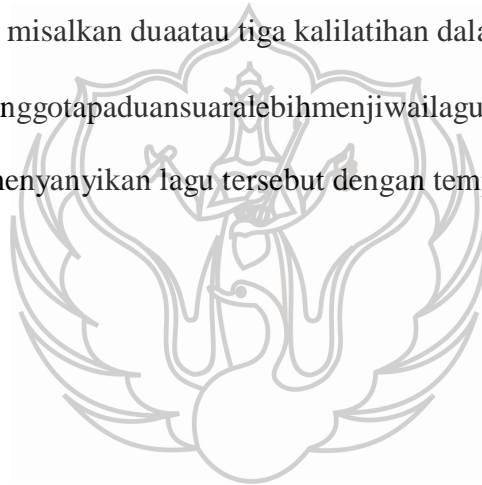 misalkan duaatau tiga kalilatihan dala
nggotapaduansuaralebihmenjiwailagu
menyanyikan lagu tersebut dengan tem